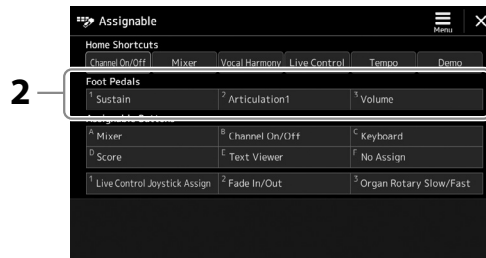 Assignable
Menu
Home Shortcuts
Channel On/Off Mixer Vocal Harmony Live Control Tempo Demo
2
Foot Pedals
1 Sustain 2 Articulation1 3 Volume
Assignable Buttons
A Mixer B Channel On/Off C Keyboard
D Score E Text Viewer F No Assign
1 Live Control Joystick Assign 2 Fade In/Out 3 Organ Rotary Slow/Fast